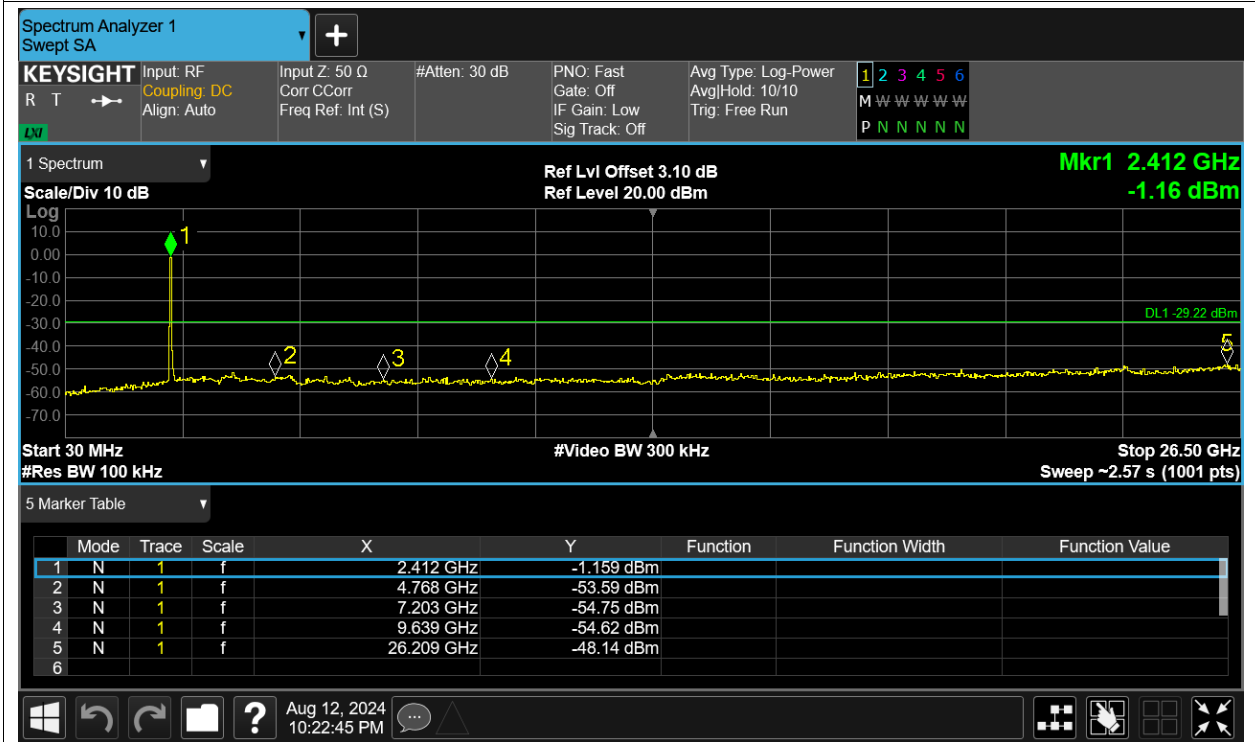 Spectrum Analyzer 1
Swept SA
+
KEYSIGHT
R T
LXI
Input: RF
Coupling: DC
Align: Auto
Input Z: 50 Ω
Corr CCorr
Freq Ref: Int (S)
#Atten: 30 dB
PNO: Fast
Gate: Off
IF Gain: Low
Sig Track: Off
Avg Type: Log-Power
Avg|Hold: 10/10
Trig: Free Run
1 2 3 4 5 6
M W W W W W
P N N N N N
1 Spectrum
Scale/Div 10 dB
Ref Lvl Offset 3.10 dB
Ref Level 20.00 dBm
Mkr1 2.412 GHz
-1.16 dBm
Log
10.0
0.00
-10.0
-20.0
-30.0
-40.0
-50.0
-60.0
-70.0
1
2
3
4
5
DL1 -29.22 dBm
Start 30 MHz
#Res BW 100 kHz
#Video BW 300 kHz
Stop 26.50 GHz
Sweep ~2.57 s (1001 pts)
5 Marker Table
Mode Trace Scale X Y Function Function Width Function Value
1 N 1 f 2.412 GHz -1.159 dBm
2 N 1 f 4.768 GHz -53.59 dBm
3 N 1 f 7.203 GHz -54.75 dBm
4 N 1 f 9.639 GHz -54.62 dBm
5 N 1 f 26.209 GHz -48.14 dBm
6
?
Aug 12, 2024
10:22:45 PM